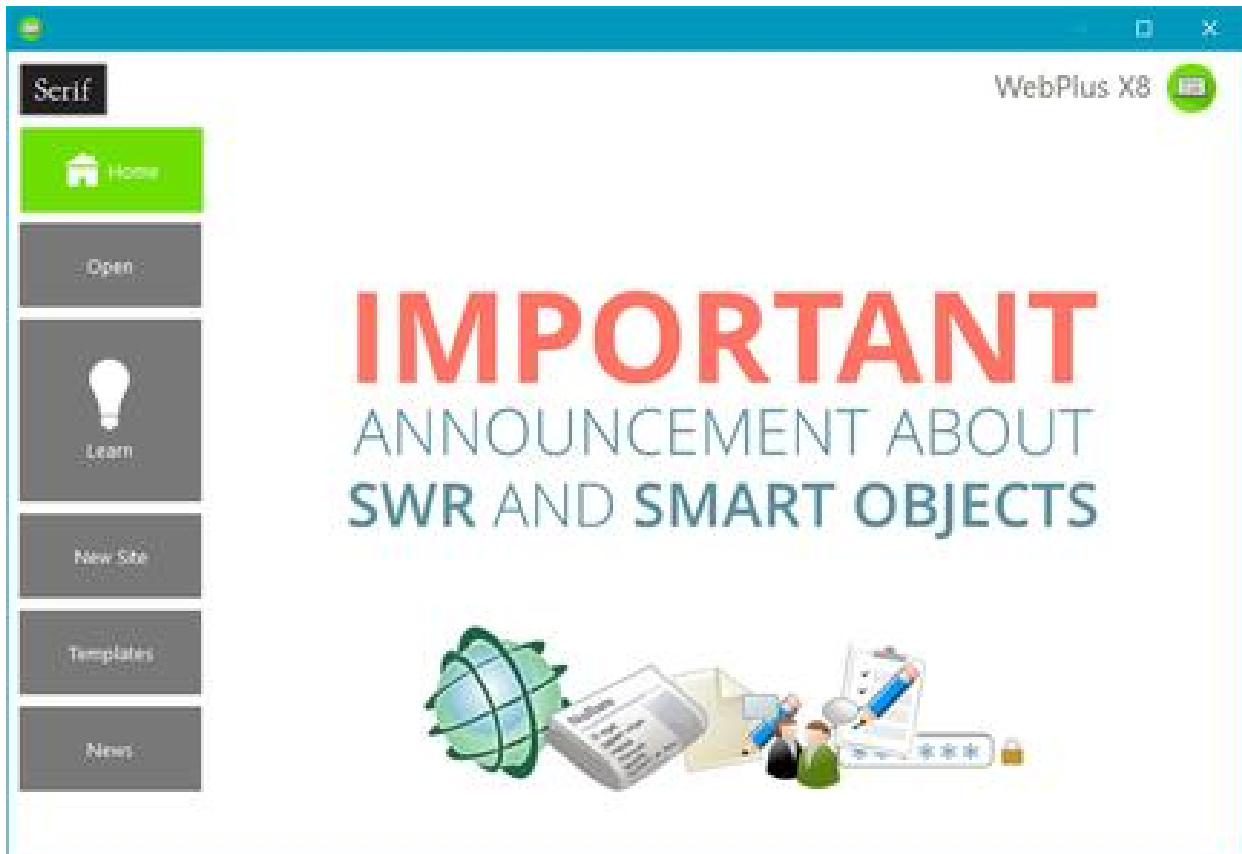 Serif
WebPlus X8
Home
Open
Learn
New Site
Templates
News
IMPORTANT
ANNOUNCEMENT ABOUT
SWR AND SMART OBJECTS